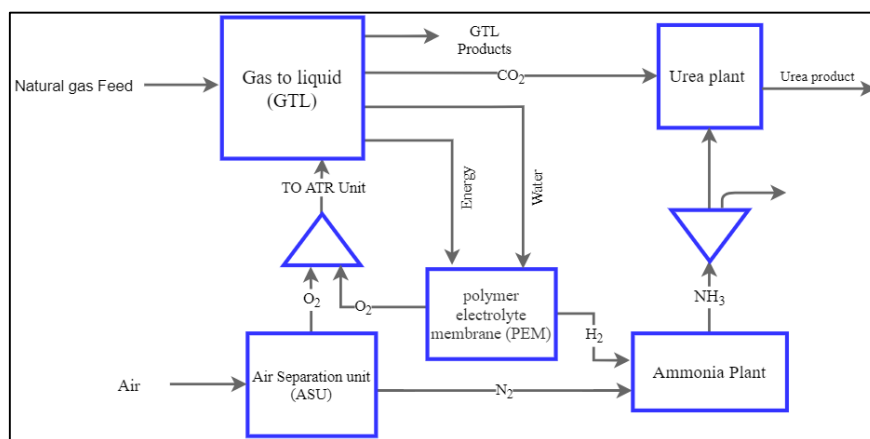 GTL
Products
Gas to liquid
(GTL)
Natural gas Feed
CO2
Urea plant
Urea product
TO ATR Unit
Energy
Water
O2
O2
polymer
electrolyte
membrane (PEM)
H2
NH3
Air
Air Separation unit
(ASU)
N2
Ammonia Plant